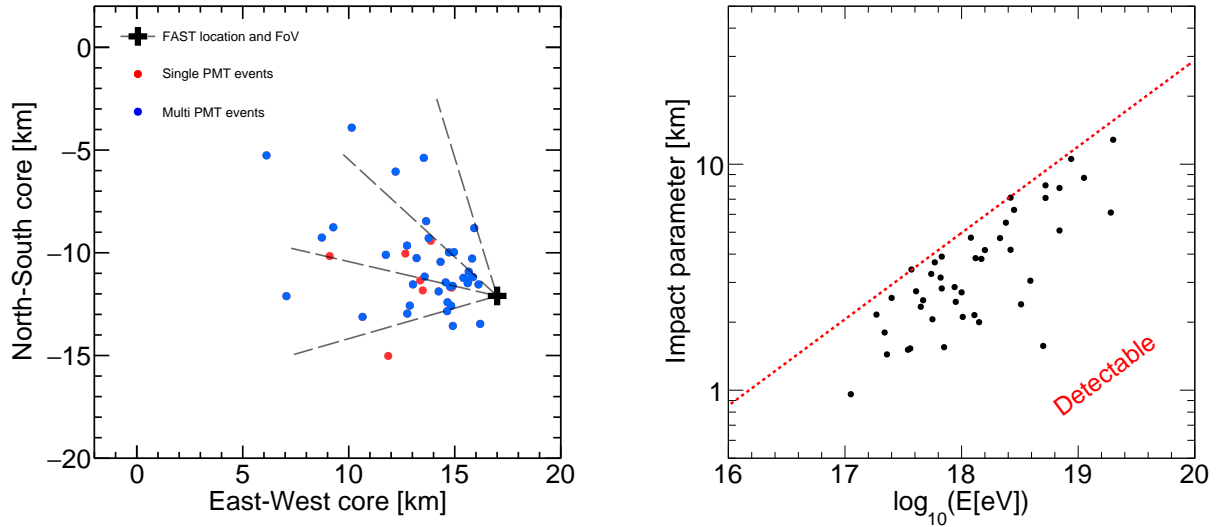 FAST location and FoV
Single PMT events
Multi PMT events
North-South core [km]
0
−5
−10
−15
−20
0 5 10 15 20
East-West core [km]
Impact parameter [km]
10
1
Detectable
16 17 18 19 20
log10(E[eV])